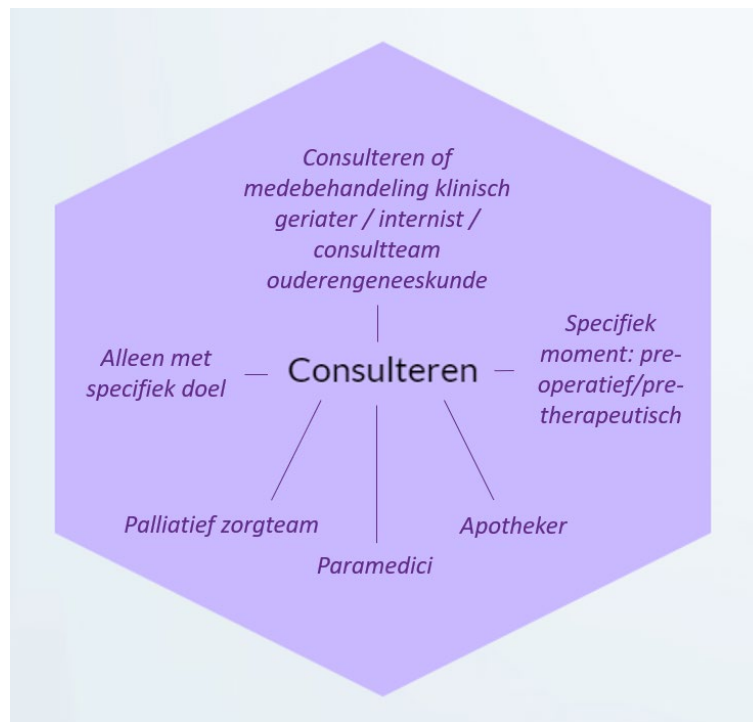 Consulteren of
medebehandeling klinisch
geriater / internist /
consultteam
ouderengeneeskunde
Alleen met
specifiek doel
Consulteren
Specifiek
moment: pre-
operatief/pre-
therapeutisch
Palliatief zorgteam
Paramedici
Apotheker